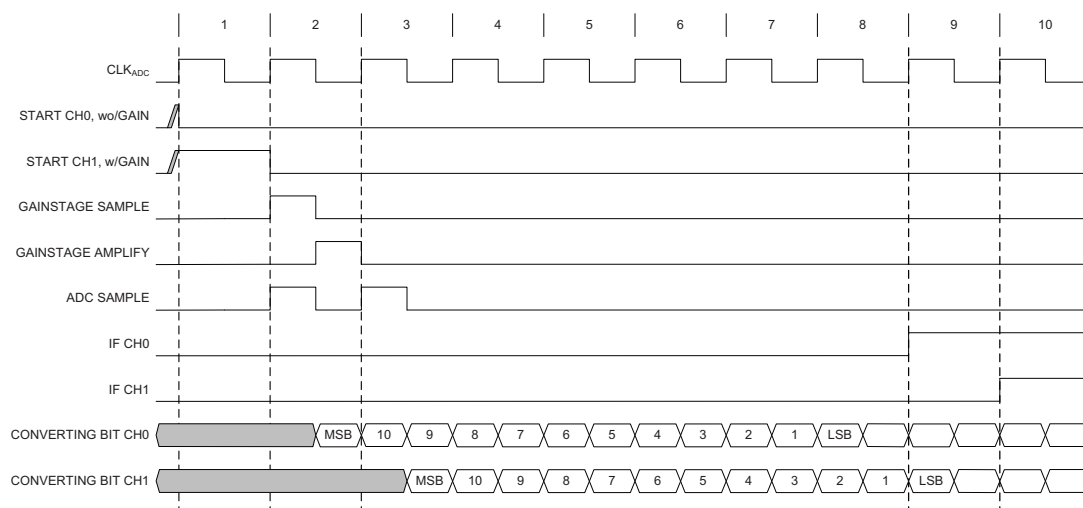 1 2 3 4 5 6 7 8 9 10
CLKADC
START CH0, wo/GAIN
START CH1, w/GAIN
GAINSTAGE SAMPLE
GAINSTAGE AMPLIFY
ADC SAMPLE
IF CH0
IF CH1
CONVERTING BIT CH0 MSB 10 9 8 7 6 5 4 3 2 1 LSB
CONVERTING BIT CH1 MSB 10 9 8 7 6 5 4 3 2 1 LSB